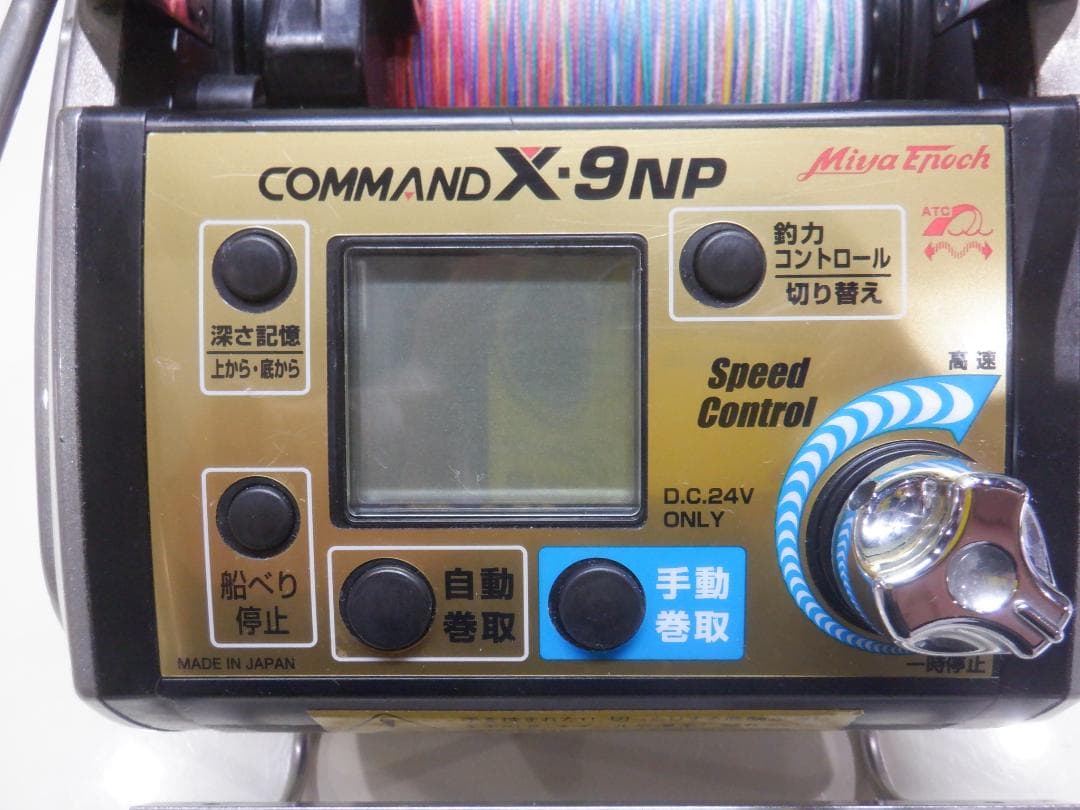 COMMAND X・9NP
Miya Epoch
ATC
釣力
コントロール
切り替え
深さ記憶
上から・底から
Speed
Control
高速
D.C.24V
ONLY
船べり
停止
自動
巻取
手動
巻取
MADE IN JAPAN
一時停止